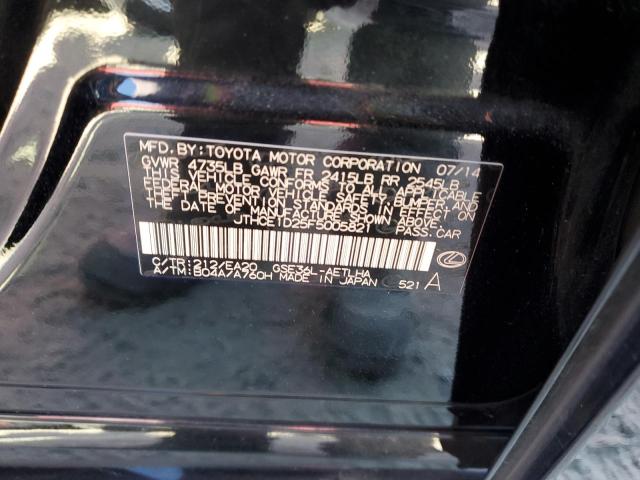 MFD. BY: TOYOTA MOTOR CORPORATION 07/14
GVWR 4735LB GAWR FR 2415LB RR 2545LB
THIS VEHICLE CONFORMS TO ALL APPLICABLE
FEDERAL MOTOR VEHICLE SAFETY, BUMPER, AND
THEFT PREVENTION STANDARDS IN EFFECT ON
THE DATE OF MANUFACTURE SHOWN ABOVE.
JTHCE1D25F5005821 PASS. CAR
C/TR: 212/EA20 GSE36L-AETLHA
A/TM: B04A/A760H MADE IN JAPAN 521 A